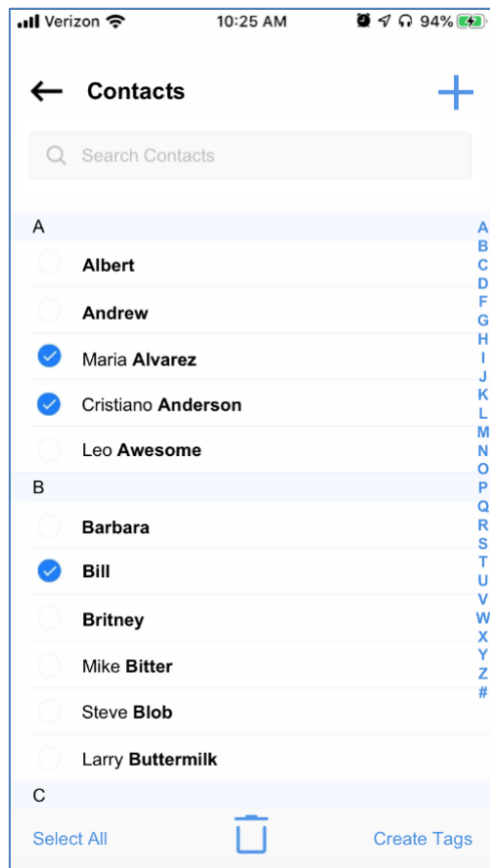 Verizon 10:25 AM 94%
Contacts
Search Contacts
A
Albert
Andrew
Maria Alvarez
Cristiano Anderson
Leo Awesome
B
Barbara
Bill
Britney
Mike Bitter
Steve Blob
Larry Buttermilk
C
Select All Create Tags
A
B
C
D
F
G
H
I
J
K
L
M
N
O
P
Q
R
S
T
U
V
W
X
Y
Z
#